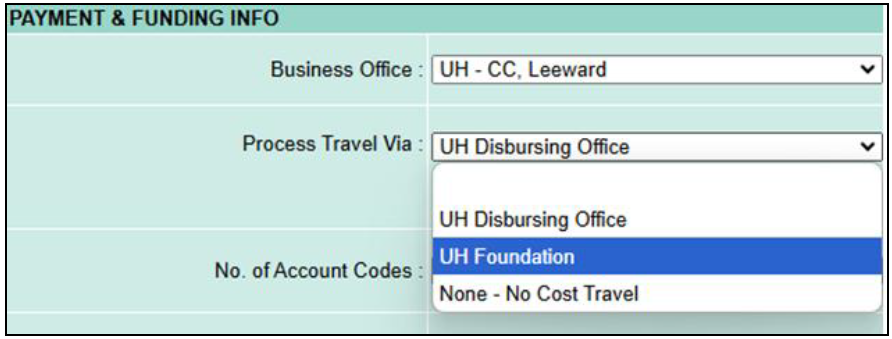 PAYMENT & FUNDING INFO
Business Office : UH - CC, Leeward
Process Travel Via : UH Disbursing Office
UH Disbursing Office
UH Foundation
No. of Account Codes :
None - No Cost Travel